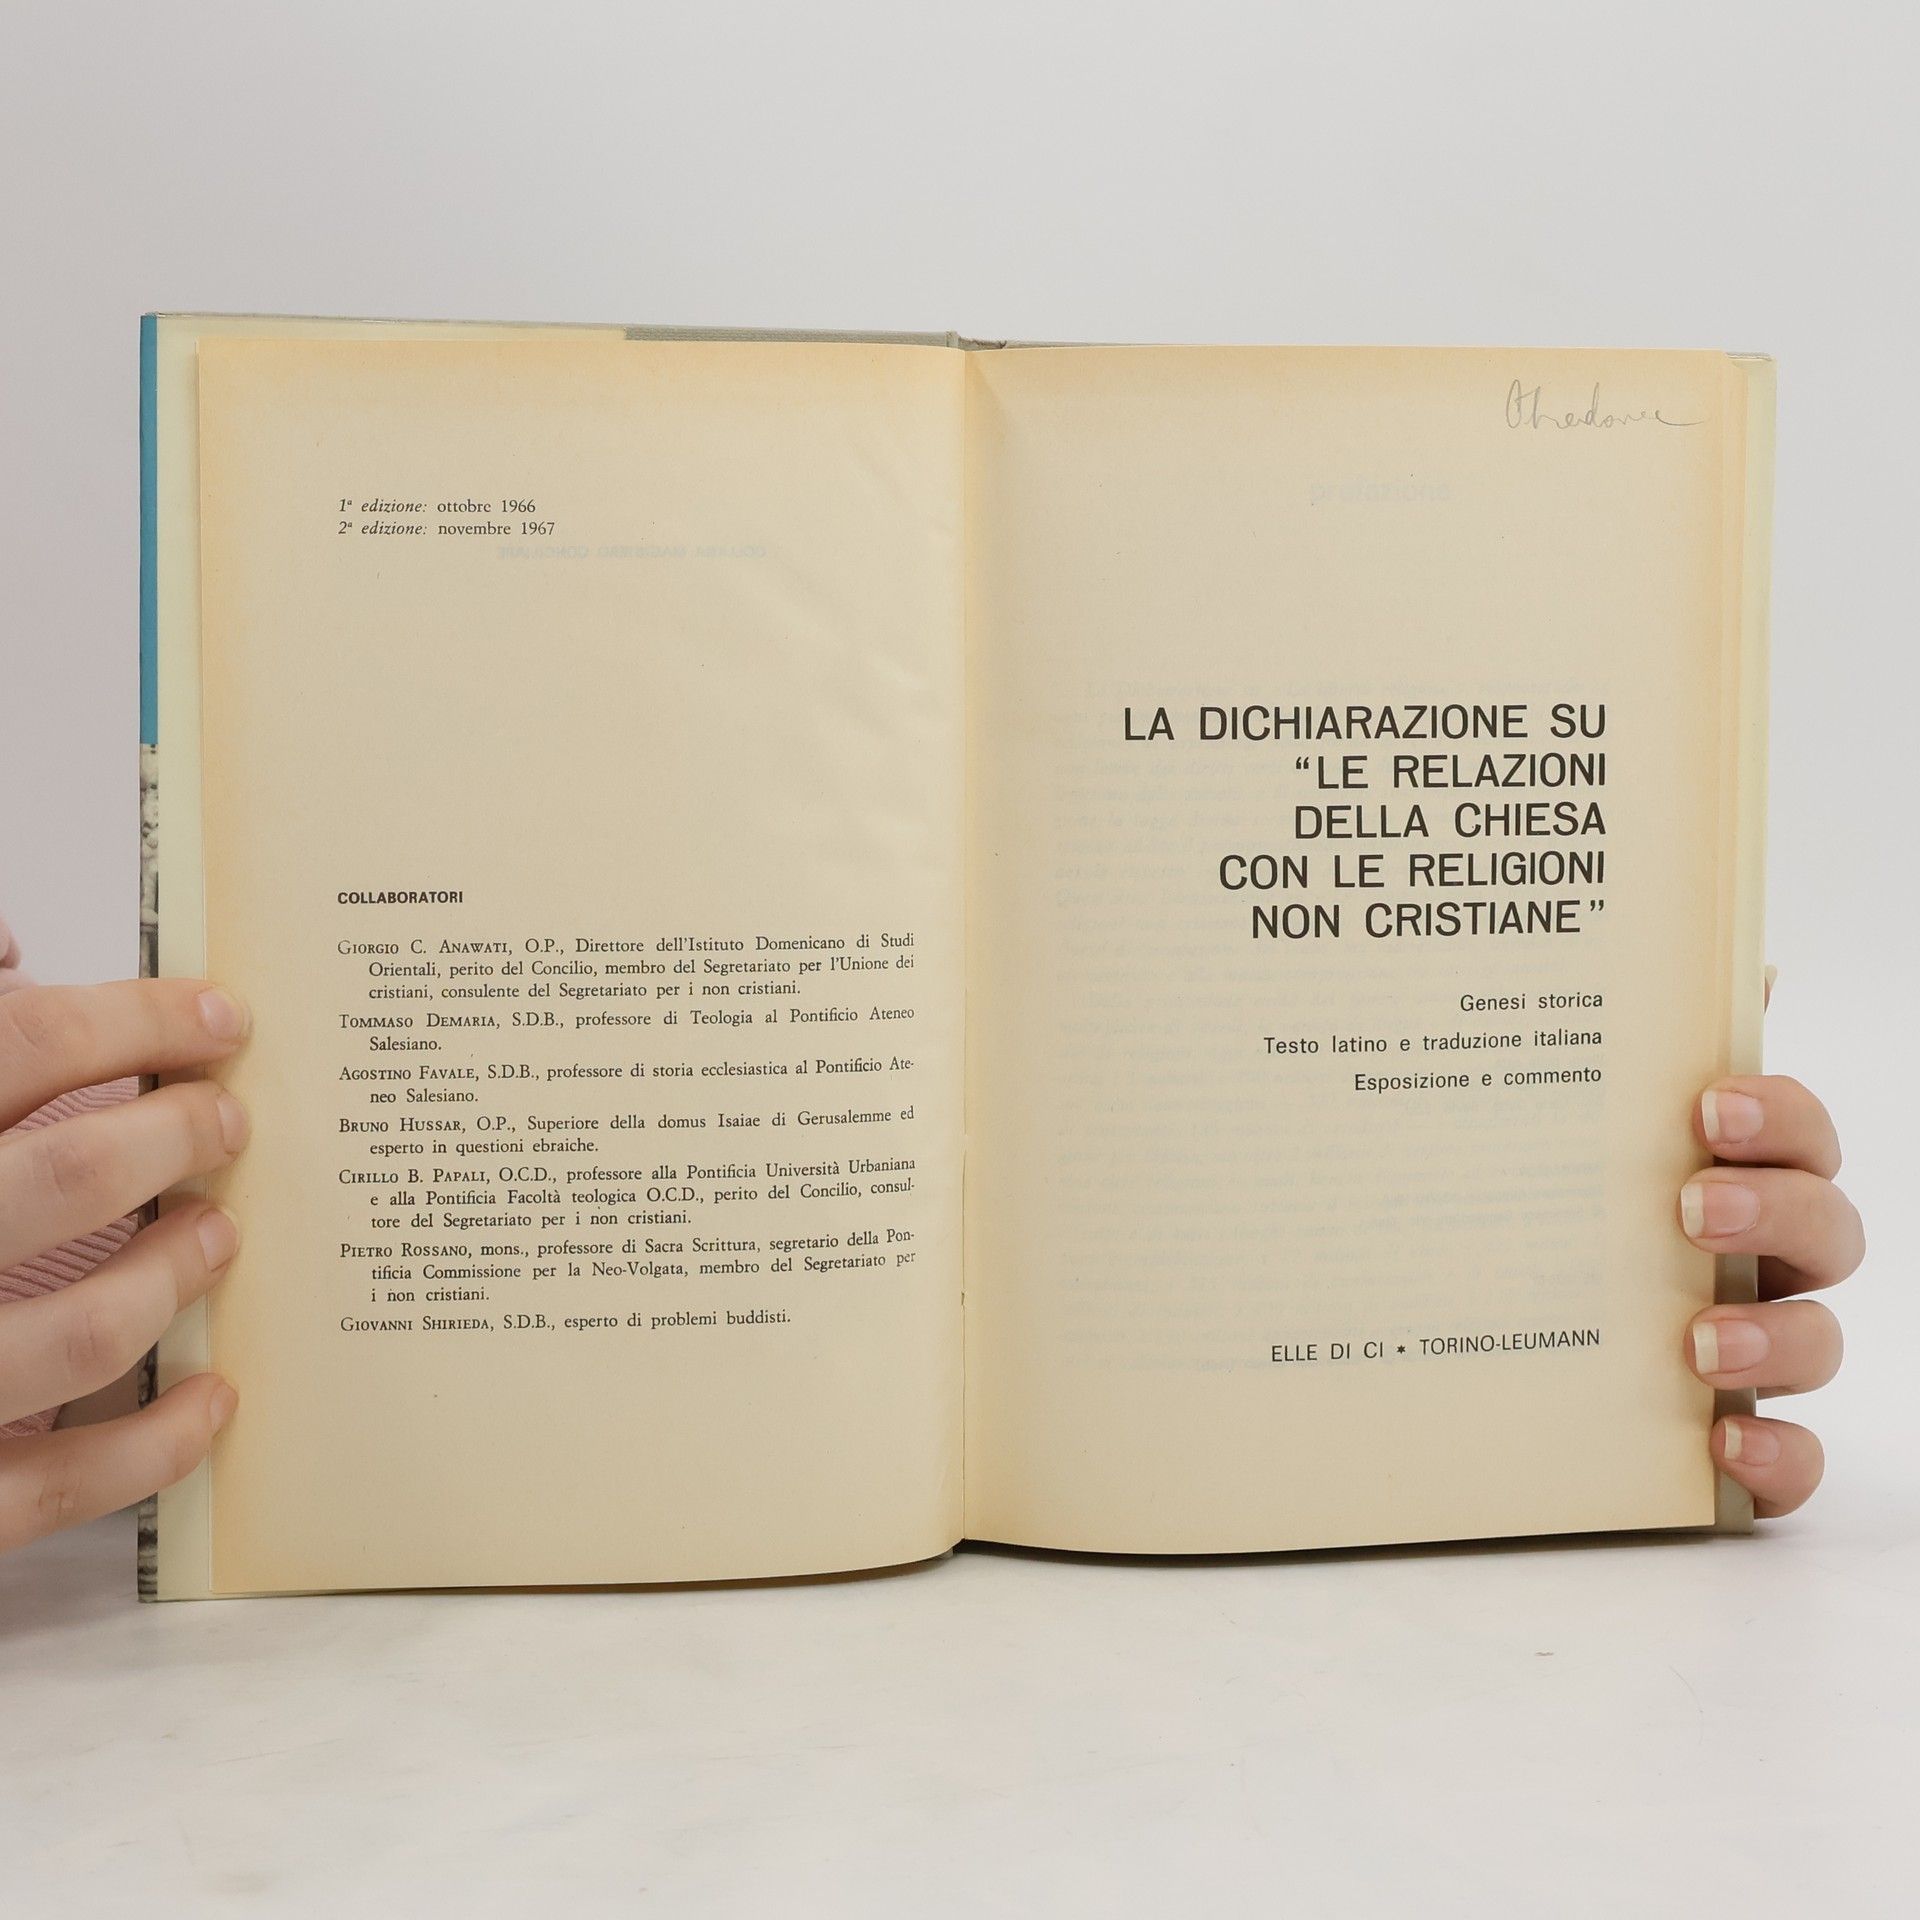 1ª edizione: ottobre 1966
2ª edizione: novembre 1967
COLLABORATORI
GIORGIO C. ANAWATI, O.P., Direttore dell'Istituto Domenicano di Studi
Orientali, perito del Concilio, membro del Segretariato per l'Unione dei
cristiani, consulente del Segretariato per i non cristiani.
TOMMASO DEMARIA, S.D.B., professore di Teologia al Pontificio Ateneo
Salesiano.
AGOSTINO FAVALE, S.D.B., professore di storia ecclesiastica al Pontificio Ate-
neo Salesiano.
BRUNO HUSSAR, O.P., Superiore della domus Isaiae di Gerusalemme ed
esperto in questioni ebraiche.
CIRILLO B. PAPALI, O.C.D., professore alla Pontificia Università Urbaniana
e alla Pontificia Facoltà teologica O.C.D., perito del Concilio, consul-
tore del Segretariato per i non cristiani.
PIETRO ROSSANO, mons., professore di Sacra Scrittura, segretario della Pon-
tificia Commissione per la Neo-Volgata, membro del Segretariato per
i non cristiani.
GIOVANNI SHIRIEDA, S.D.B., esperto di problemi buddisti.
LA DICHIARAZIONE SU
“LE RELAZIONI
DELLA CHIESA
CON LE RELIGIONI
NON CRISTIANE”
Genesi storica
Testo latino e traduzione italiana
Esposizione e commento
ELLE DI CI * TORINO-LEUMANN